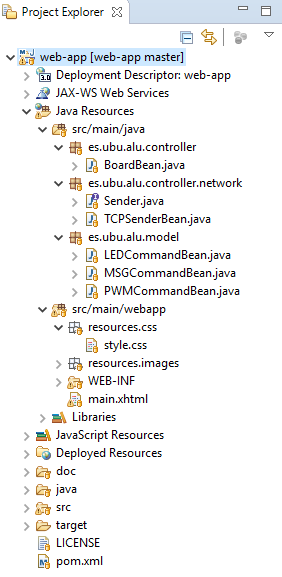 Project Explorer
web-app [web-app master]
Deployment Descriptor: web-app
JAX-WS Web Services
Java Resources
src/main/java
es.ubu.alu.controller
BoardBean.java
es.ubu.alu.controller.network
Sender.java
TCPSenderBean.java
es.ubu.alu.model
LEDCommandBean.java
MSGCommandBean.java
PWMCommandBean.java
src/main/webapp
resources.css
style.css
resources.images
WEB-INF
main.xhtml
Libraries
JavaScript Resources
Deployed Resources
doc
java
src
target
LICENSE
pom.xml